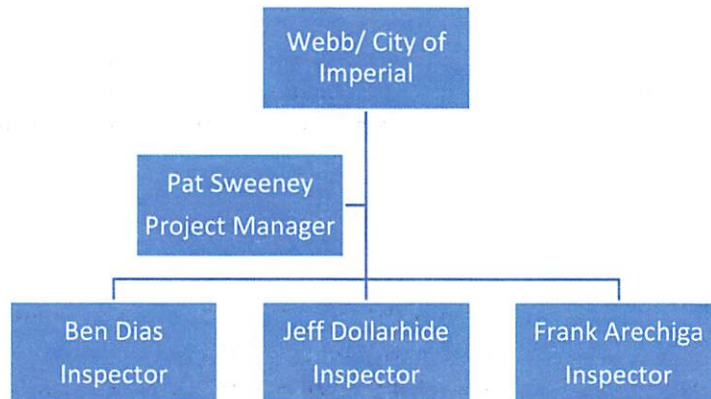 Webb/ City of
Imperial
Pat Sweeney
Project Manager
Ben Dias
Inspector
Jeff Dollarhide
Inspector
Frank Arechiga
Inspector